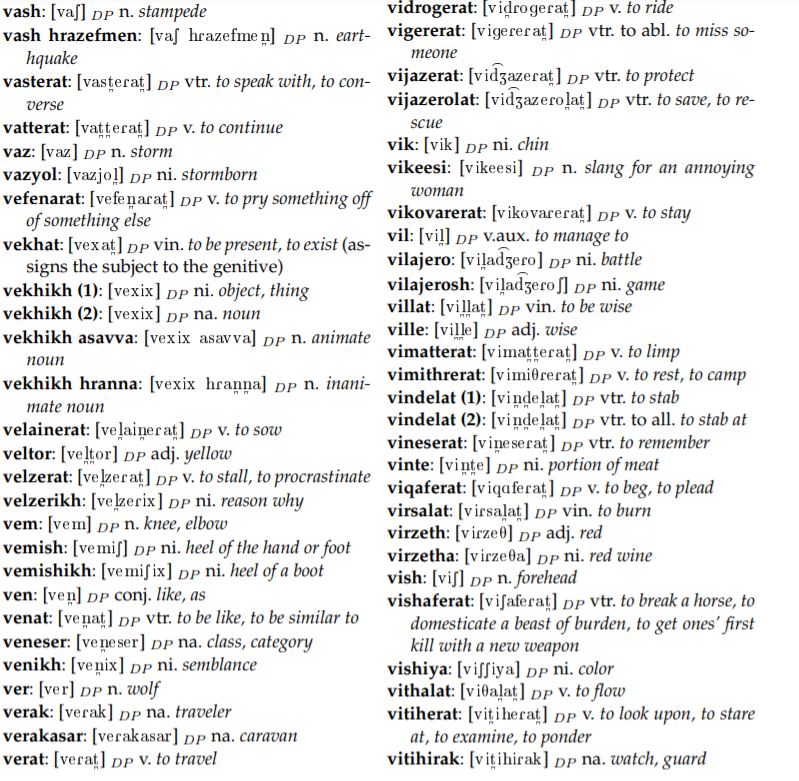 vash: [vaʃ] DP n. stampede
vash hrazefmen: [vaʃ hrazefmen̪] DP n. eart-
hquake
vasterat: [vast̪erat̪] DP vtr. to speak with, to con-
verse
vatterat: [vat̪t̪erat̪] DP v. to continue
vaz: [vaz] DP n. storm
vazyol: [vazjol̪] DP ni. stormborn
vefenarat: [vefen̪arat̪] DP v. to pry something off
of something else
vekhat: [vexat̪] DP vin. to be present, to exist (as-
signs the subject to the genitive)
vekhikh (1): [vexix] DP ni. object, thing
vekhikh (2): [vexix] DP na. noun
vekhikh asavva: [vexix asavva] DP n. animate
noun
vekhikh hranna: [vexix hran̪n̪a] DP n. inani-
mate noun
velainerat: [vel̪ain̪erat̪] DP v. to sow
veltor: [vel̪t̪or] DP adj. yellow
velzerat: [vel̪zerat̪] DP v. to stall, to procrastinate
velzerikh: [vel̪zerix] DP ni. reason why
vem: [vem] DP n. knee, elbow
vemish: [vemiʃ] DP ni. heel of the hand or foot
vemishikh: [vemiʃix] DP ni. heel of a boot
ven: [ven̪] DP conj. like, as
venat: [ven̪at̪] DP vtr. to be like, to be similar to
veneser: [ven̪eser] DP na. class, category
venikh: [ven̪ix] DP ni. semblance
ver: [ver] DP n. wolf
verak: [verak] DP na. traveler
verakasar: [verakasar] DP na. caravan
verat: [verat̪] DP v. to travel
vidrogerat: [vid̪rogerat̪] DP v. to ride
vigererat: [vigererat̪] DP vtr. to abl. to miss so-
meone
vijazerat: [vid͡ʒazerat̪] DP vtr. to protect
vijazerolat: [vid͡ʒazerol̪at̪] DP vtr. to save, to re-
scue
vik: [vik] DP ni. chin
vikeesi: [vikeesi] DP n. slang for an annoying
woman
vikovarerat: [vikovarerat̪] DP v. to stay
vil: [vil̪] DP v.aux. to manage to
vilajero: [vil̪ad͡ʒero] DP ni. battle
vilajerosh: [vil̪ad͡ʒeroʃ] DP ni. game
villat: [vil̪l̪at̪] DP vin. to be wise
ville: [vil̪l̪e] DP adj. wise
vimatterat: [vimat̪t̪erat̪] DP v. to limp
vimithrerat: [vimiθrerat̪] DP v. to rest, to camp
vindelat (1): [vin̪d̪el̪at̪] DP vtr. to stab
vindelat (2): [vin̪d̪el̪at̪] DP vtr. to all. to stab at
vineserat: [vin̪eserat̪] DP vtr. to remember
vinte: [vin̪t̪e] DP ni. portion of meat
viqaferat: [viqɑferat̪] DP v. to beg, to plead
virsalat: [virsal̪at̪] DP vin. to burn
virzeth: [virzeθ] DP adj. red
virzetha: [virzeθa] DP ni. red wine
vish: [viʃ] DP n. forehead
vishaferat: [viʃaferat̪] DP vtr. to break a horse, to
domesticate a beast of burden, to get ones' first
kill with a new weapon
vishiya: [viʃʃiya] DP ni. color
vithalat: [viθal̪at̪] DP v. to flow
vitiherat: [vit̪iherat̪] DP v. to look upon, to stare
at, to examine, to ponder
vitihirak: [vit̪ihirak] DP na. watch, guard